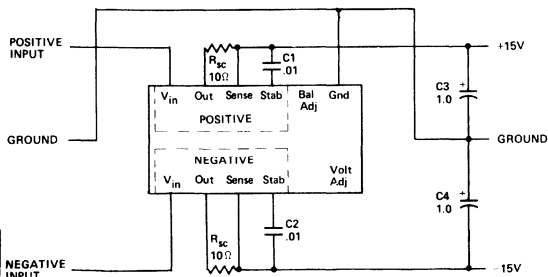 POSITIVE
INPUT
Rsc
10Ω
C1
.01
+15V
Vin
Out
Sense
Stab
Bal
Adj
Gnd
POSITIVE
C3
+
1.0
GROUND
GROUND
NEGATIVE
Vin
Out
Sense
Stab
Volt
Adj
C4
+
1.0
Rsc
10Ω
C2
.01
NEGATIVE
INPUT
-15V